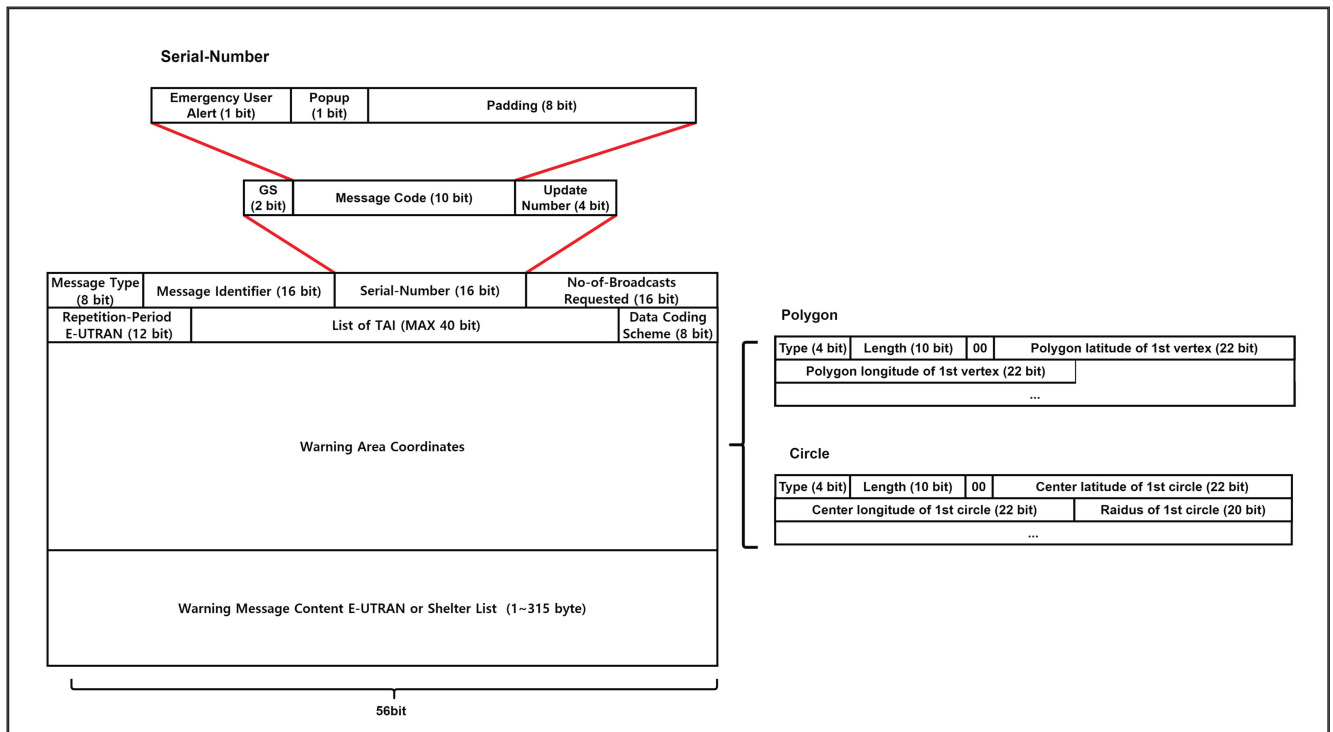 Serial-Number
Emergency User
Alert (1 bit)
Popup
(1 bit)
Padding (8 bit)
GS
(2 bit)
Message Code (10 bit)
Update
Number (4 bit)
Message Type
(8 bit)
Message Identifier (16 bit)
Serial-Number (16 bit)
No-of-Broadcasts
Requested (16 bit)
Repetition-Period
E-UTRAN (12 bit)
List of TAI (MAX 40 bit)
Data Coding
Scheme (8 bit)
Warning Area Coordinates
Warning Message Content E-UTRAN or Shelter List (1~315 byte)
56bit
Polygon
Type (4 bit)
Length (10 bit)
00
Polygon latitude of 1st vertex (22 bit)
Polygon longitude of 1st vertex (22 bit)
...
Circle
Type (4 bit)
Length (10 bit)
00
Center latitude of 1st circle (22 bit)
Center longitude of 1st circle (22 bit)
Raidus of 1st circle (20 bit)
...